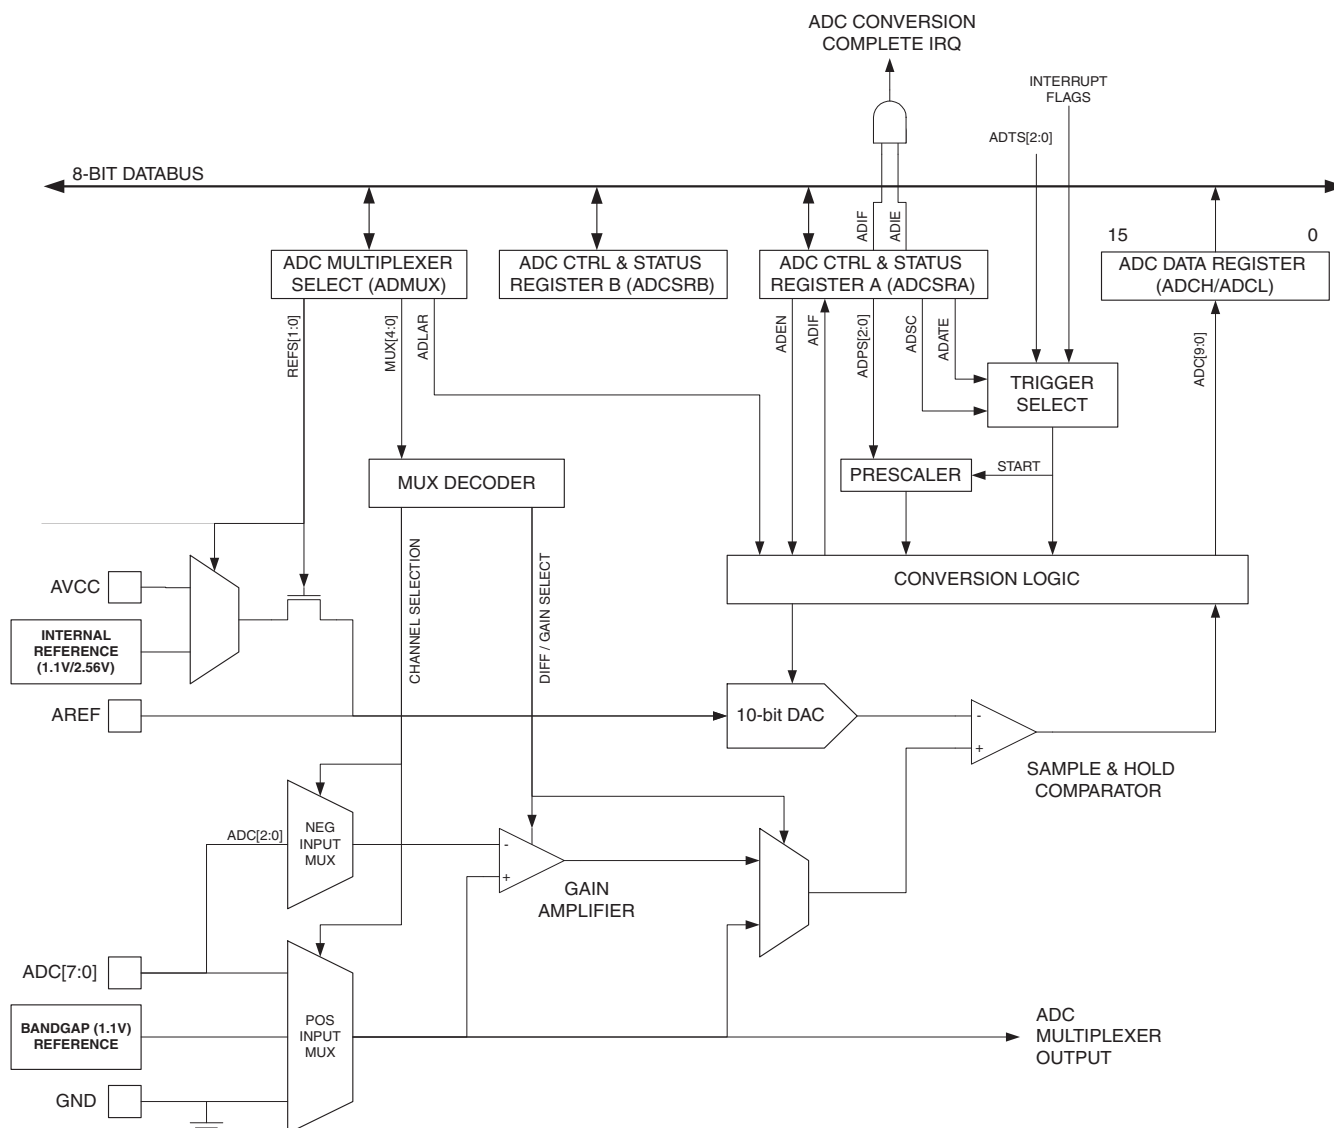 ADC CONVERSION
COMPLETE IRQ
INTERRUPT
FLAGS
ADTS[2:0]
8-BIT DATABUS
ADIF
ADIE
15
0
ADC MULTIPLEXER
SELECT (ADMUX)
ADC CTRL & STATUS
REGISTER B (ADCSRB)
ADC CTRL & STATUS
REGISTER A (ADCSRA)
ADC DATA REGISTER
(ADCH/ADCL)
REFS[1:0]
MUX[4:0]
ADLAR
ADEN
ADIF
ADPS[2:0]
ADSC
ADATE
ADC[9:0]
TRIGGER
SELECT
MUX DECODER
PRESCALER
START
CHANNEL SELECTION
DIFF / GAIN SELECT
CONVERSION LOGIC
AVCC
INTERNAL
REFERENCE
(1.1V/2.56V)
AREF
10-bit DAC
-
+
SAMPLE & HOLD
COMPARATOR
ADC[2:0]
NEG
INPUT
MUX
-
+
GAIN
AMPLIFIER
ADC[7:0]
BANDGAP (1.1V)
REFERENCE
POS
INPUT
MUX
ADC
MULTIPLEXER
OUTPUT
GND